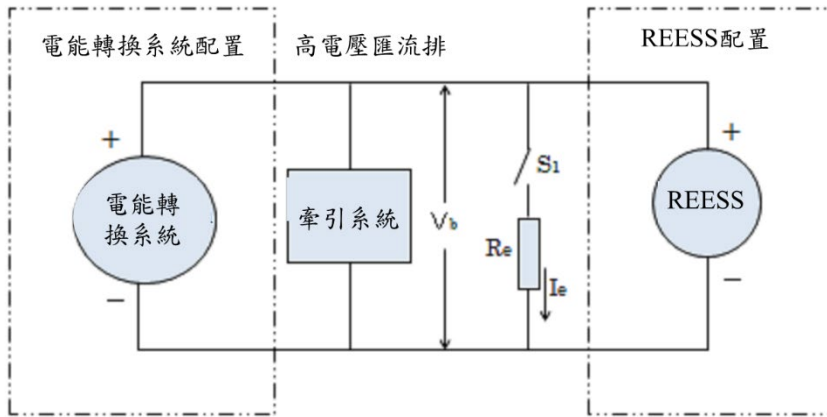 電能轉換系統配置
高電壓匯流排
REESS配置
+
電能轉
換系統
−
牽引系統
Vb
S1
Re
Ie
+
REESS
−